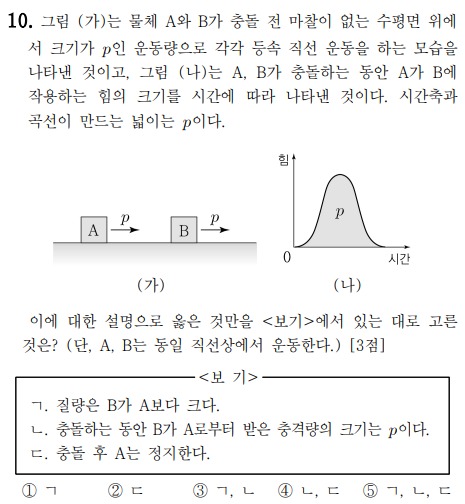 10. 그림 (가)는 물체 A와 B가 충돌 전 마찰이 없는 수평면 위에
서 크기가 p인 운동량으로 각각 등속 직선 운동을 하는 모습을
나타낸 것이고, 그림 (나)는 A, B가 충돌하는 동안 A가 B에
작용하는 힘의 크기를 시간에 따라 나타낸 것이다. 시간축과
곡선이 만드는 넓이는 p이다.
힘
p
p
p
A
B
0
시간
(가)
(나)
이에 대한 설명으로 옳은 것만을 <보기>에서 있는 대로 고른
것은? (단, A, B는 동일 직선상에서 운동한다.) [3점]
<보 기>
ㄱ. 질량은 B가 A보다 크다.
ㄴ. 충돌하는 동안 B가 A로부터 받은 충격량의 크기는 p이다.
ㄷ. 충돌 후 A는 정지한다.
① ㄱ ② ㄷ ③ ㄱ, ㄴ ④ ㄴ, ㄷ ⑤ ㄱ, ㄴ, ㄷ